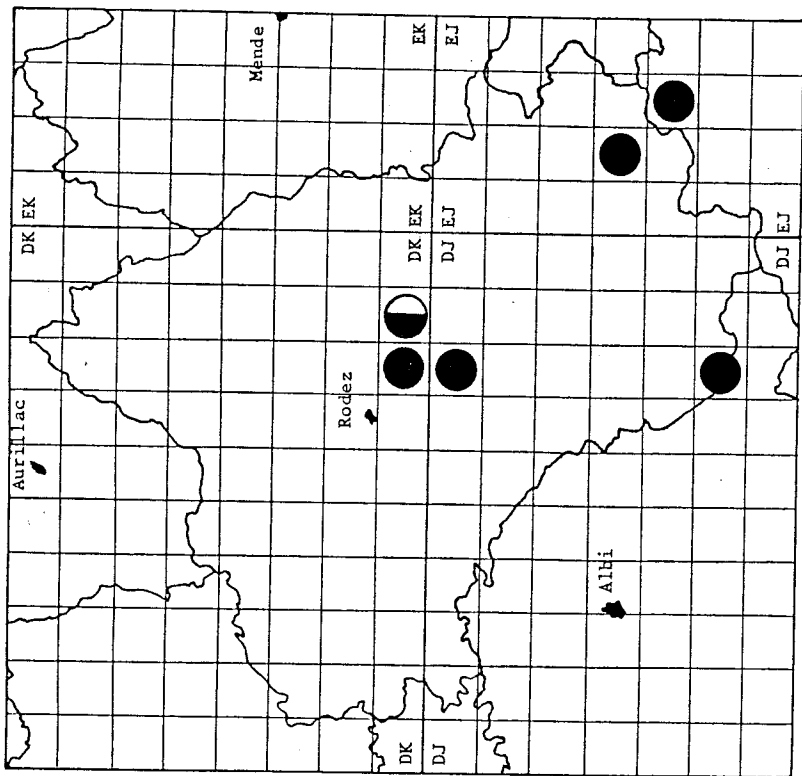 Aurillac
DK EK
Mende
Rodez
DK EK
DJ EJ
EK
EJ
DK
DJ
Albi
DJ EJ